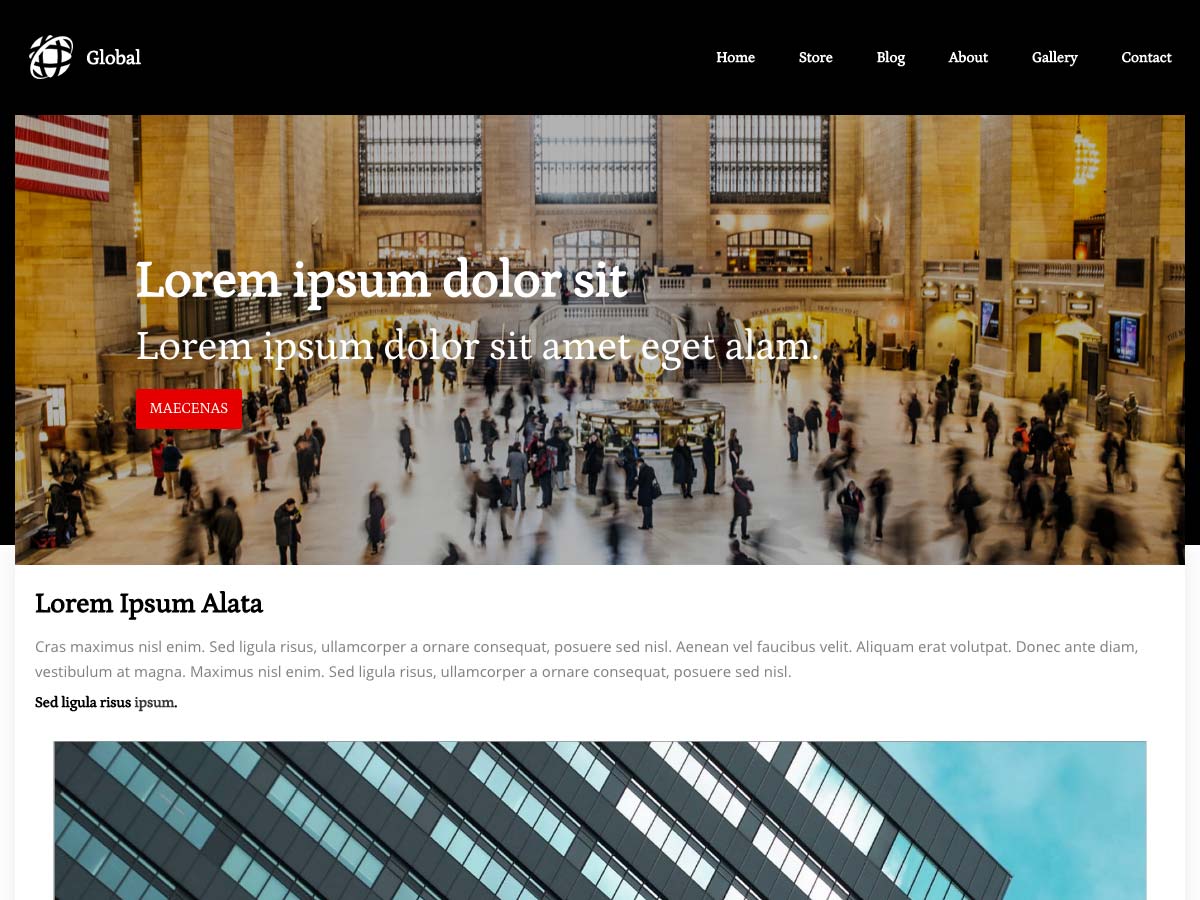 Global
Home Store Blog About Gallery Contact
Lorem ipsum dolor sit
Lorem ipsum dolor sit amet eget alam.
MAECENAS
Lorem Ipsum Alata
Cras maximus nisl enim. Sed ligula risus, ullamcorper a ornare consequat, posuere sed nisl. Aenean vel faucibus velit. Aliquam erat volutpat. Donec ante diam,
vestibulum at magna. Maximus nisl enim. Sed ligula risus, ullamcorper a ornare consequat, posuere sed nisl.
Sed ligula risus ipsum.